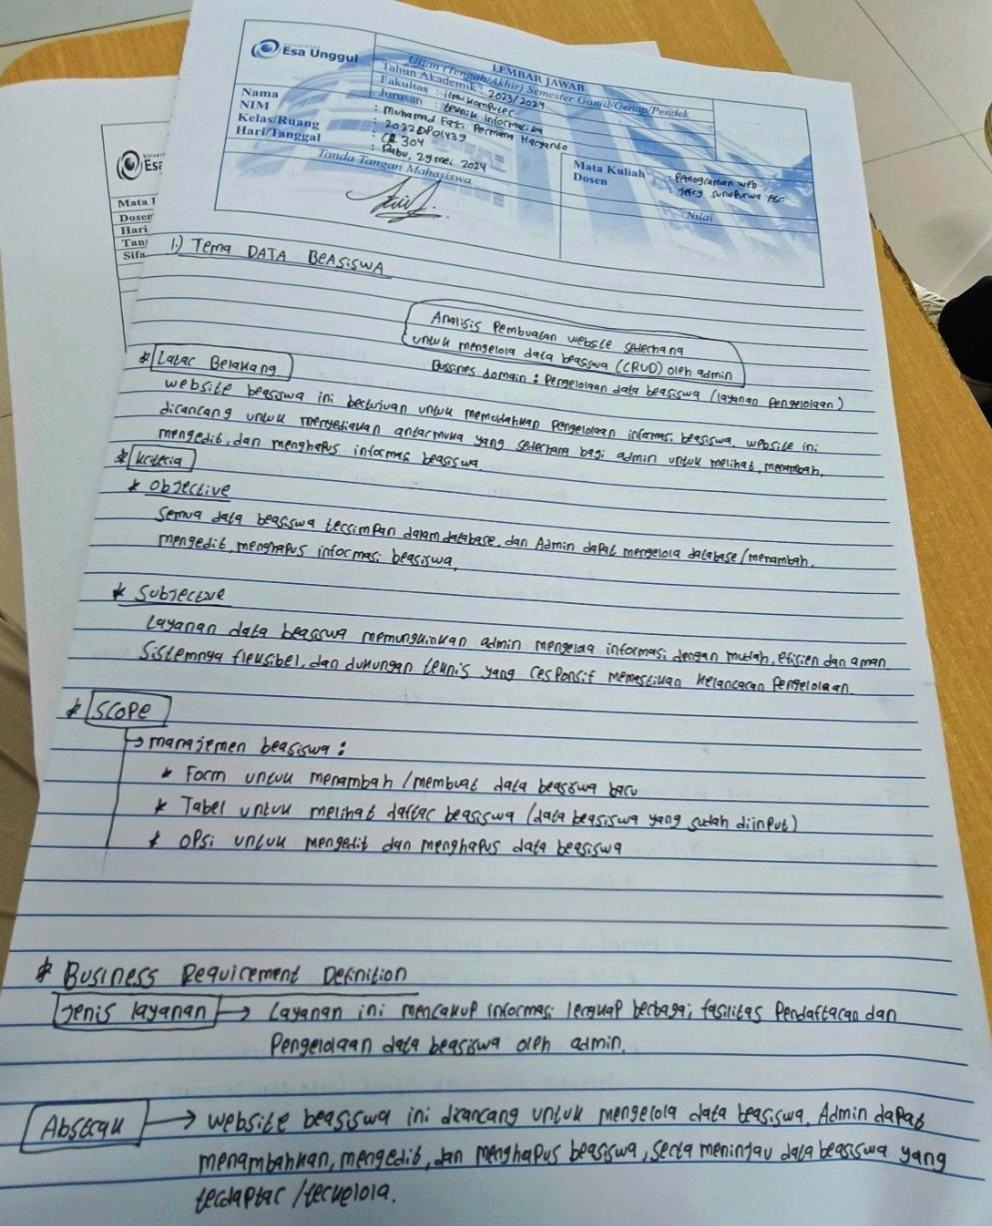 Esa Unggul
LEMBAR JAWAB
Ujian (Tengah/Akhir) Semester Ganjil/Genap/Pendek
Tahun Akademik : 2023/2024
Fakultas : ilmu komputer
Jurusan : teknik informatika
Nama : Muhamad Fazi Permana Haryanto
NIM
Kelas/Ruang : CR 304
Hari/Tanggal : Rabu, 29 mei 2024
Tanda Tangan Mahasiswa
Mata Kuliah : Pemograman web
Dosen
Nilai
Esa
Mata
Dosen
Hari
Tan
Sifa
1.) Tema DATA BEASISWA
Analisis Pembuatan website sederhana
untuk mengelola data beasiswa (CRUD) oleh admin
Bussines domain : Pengelolaan data beasiswa (layanan pengelolaan)
* Latar Belakang
website beasiswa ini bertujuan untuk memudahkan pengelolaan informasi beasiswa, website ini
dirancang untuk menyediakan antarmuka yang sederhana bagi admin untuk melihat, menambah,
mengedit, dan menghapus informasi beasiswa
* Kriteria
* Objective
Semua data beasiswa tersimpan dalam database, dan Admin dapat mengelola database/menambah,
mengedit, menghapus informasi beasiswa.
* Subjective
Layanan data beasiswa memungkinkan admin mengelola informasi dengan mudah, efisien dan aman
Sistemnya fleksibel, dan dukungan teknis yang responsif memastikan kelancaran pengelolaan.
* Scope
→ manajemen beasiswa :
* Form untuk menambah /membuat data beasiswa baru
* Tabel untuk melihat daftar beasiswa (data beasiswa yang sudah diinput)
* OPsi untuk mengedit dan menghapus data beasiswa
* Business Requirement Definition
Jenis layanan → Layanan ini mencakup informasi lengkap berbagai fasilitas Pendaftaran dan
Pengelolaan data beasiswa oleh admin.
Abstrak → website beasiswa ini dirancang untuk mengelola data beasiswa. Admin dapat
menambahkan, mengedit, dan menghapus beasiswa, serta meninjau data beasiswa yang
terdaptar /terkelola.